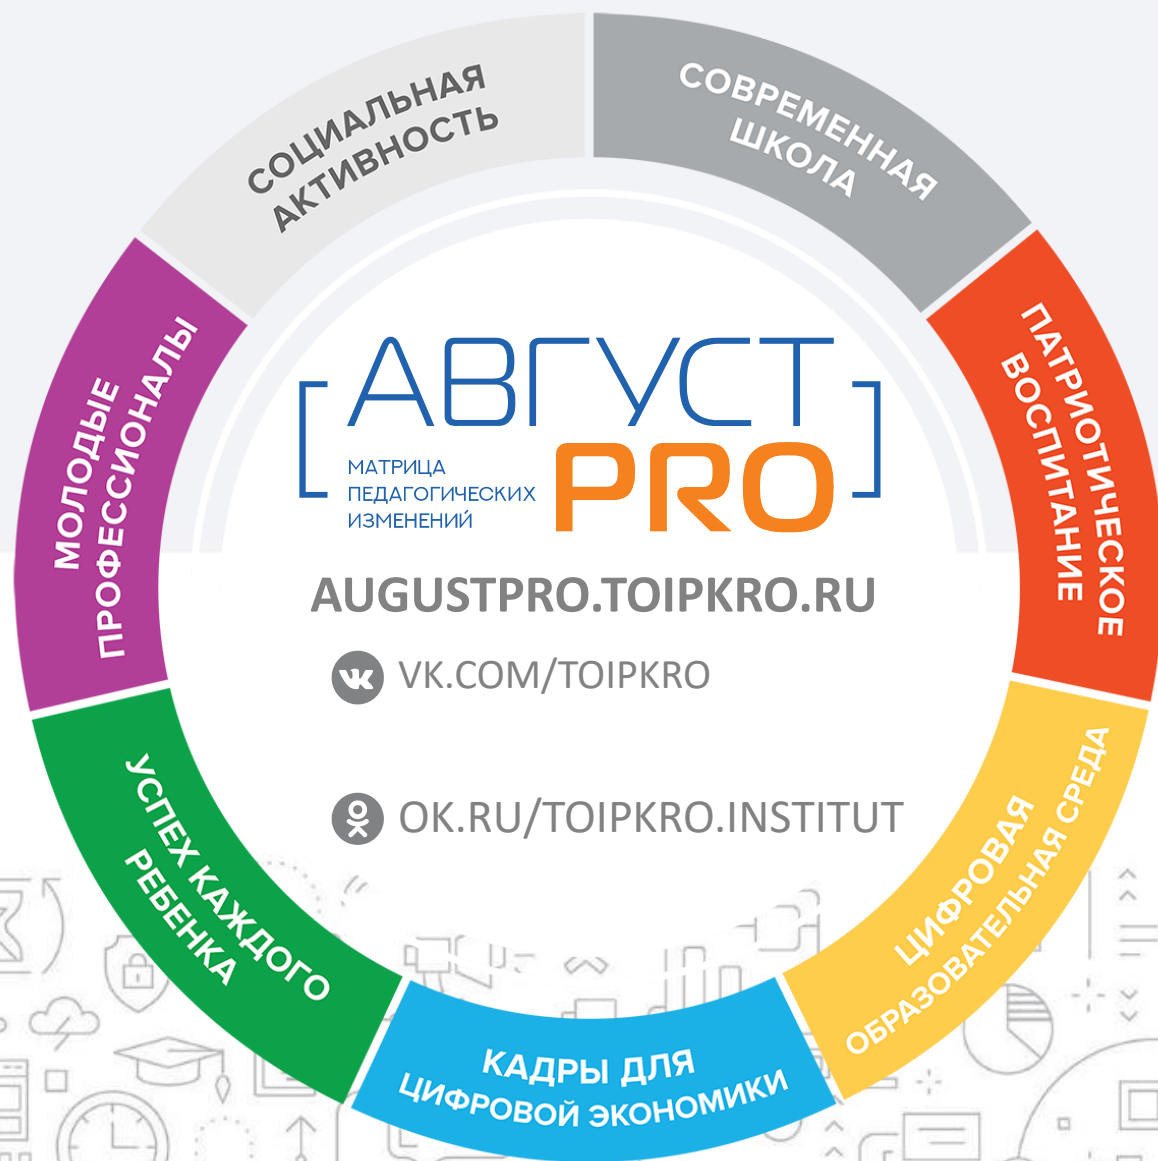 СОЦИАЛЬНАЯ
АКТИВНОСТЬ
СОВРЕМЕННАЯ
ШКОЛА
ПАТРИОТИЧЕСКОЕ
ВОСПИТАНИЕ
ЦИФРОВАЯ
ОБРАЗОВАТЕЛЬНАЯ СРЕДА
КАДРЫ ДЛЯ
ЦИФРОВОЙ ЭКОНОМИКИ
УСПЕХ КАЖДОГО
РЕБЕНКА
МОЛОДЫЕ
ПРОФЕССИОНАЛЫ
АВГУСТ
PRO
МАТРИЦА
ПЕДАГОГИЧЕСКИХ
ИЗМЕНЕНИЙ
AUGUSTPRO.TOIPKRO.RU
VK.COM/TOIPKRO
OK.RU/TOIPKRO.INSTITUT